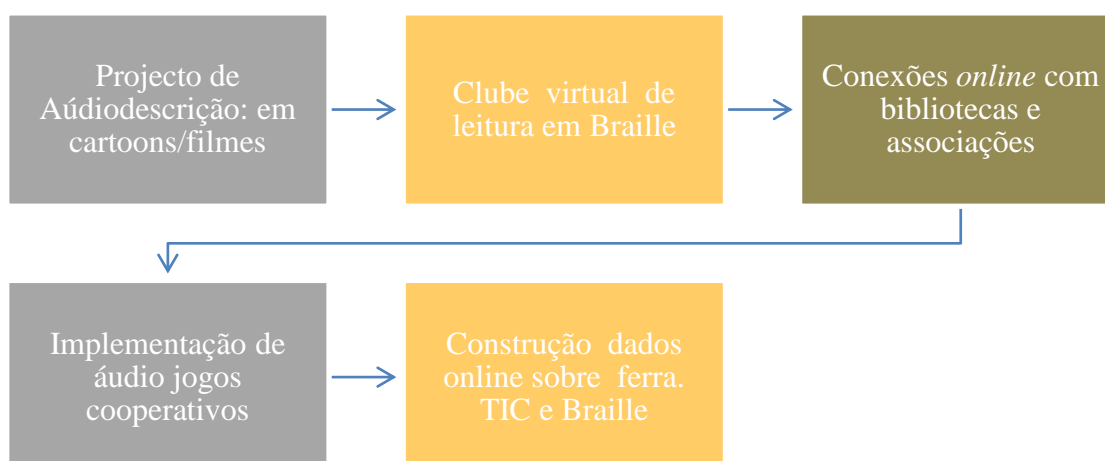 Projecto de
Aúdiodescrição: em
cartoons/filmes
Clube virtual de
leitura em Braille
Conexões online com
bibliotecas e
associações
Implementação de
áudio jogos
cooperativos
Construção dados
online sobre ferra.
TIC e Braille